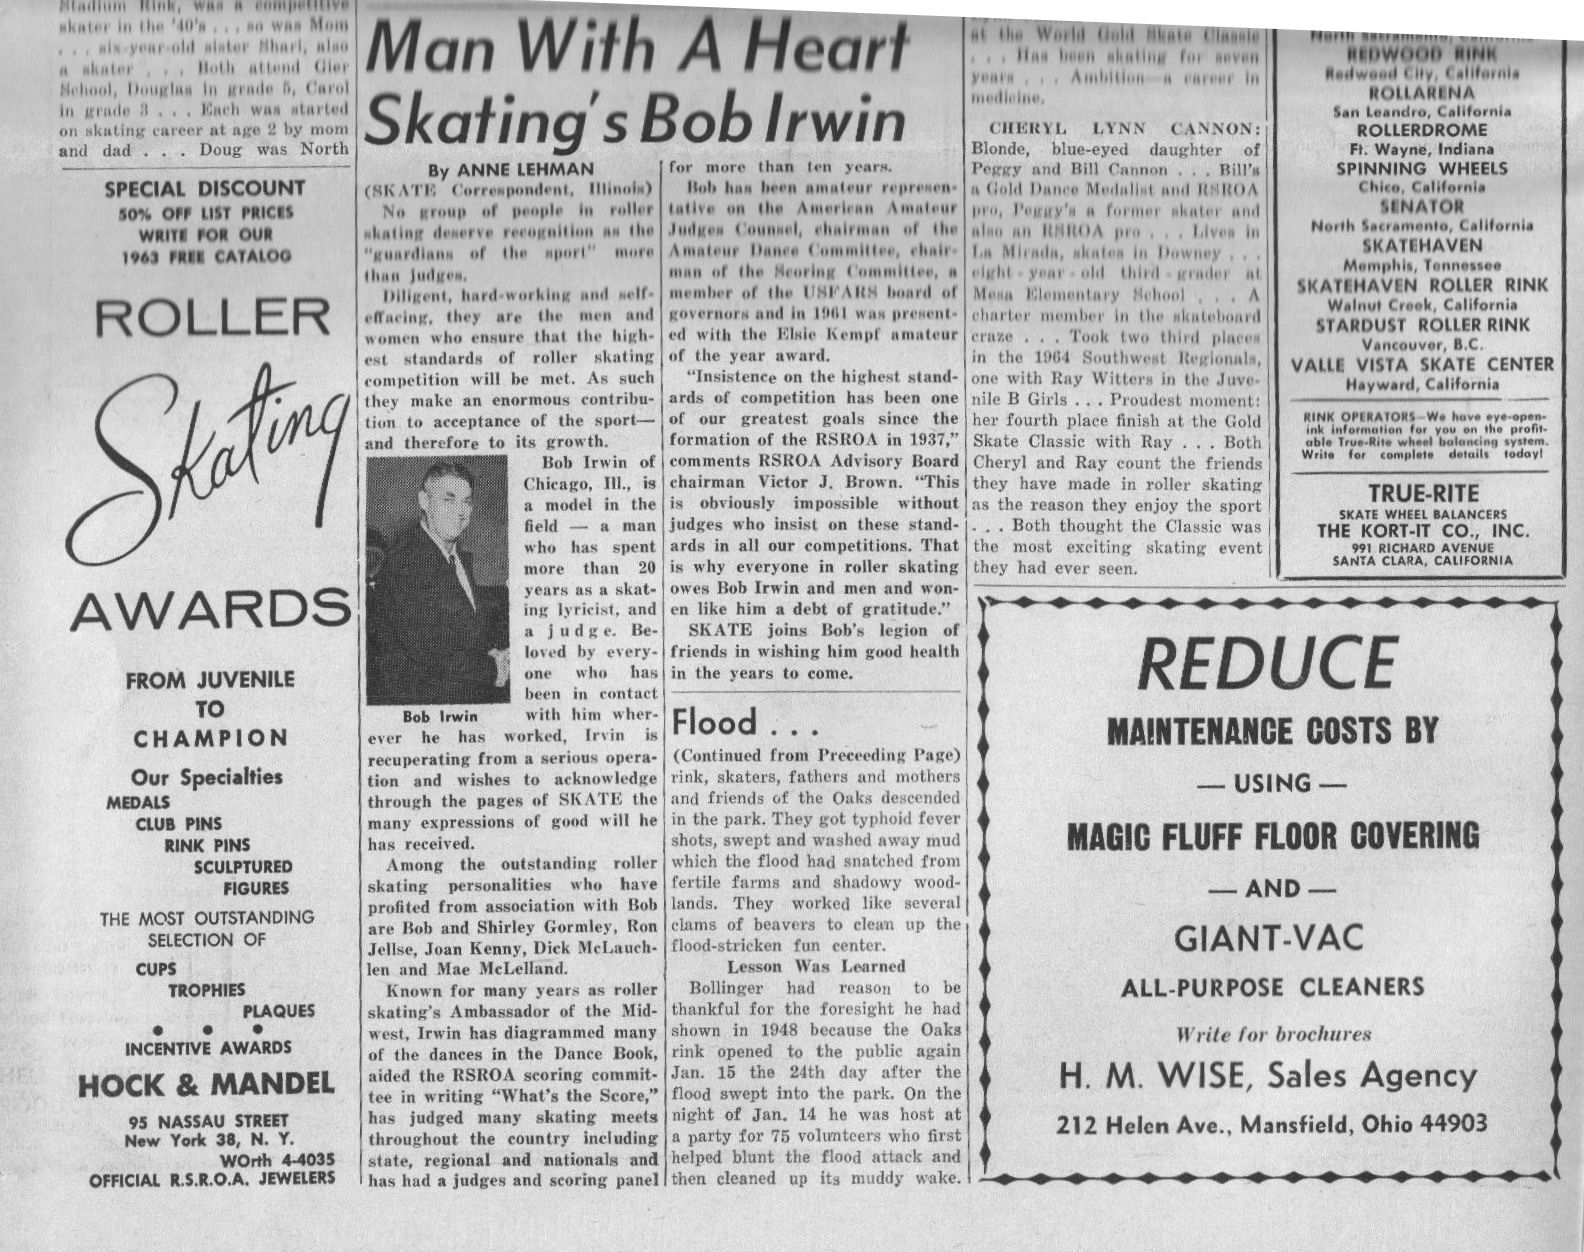 Stadium Rink, was a competitive
skater in the '40's . . . so was Mom
. . . six-year-old sister Shari, also
a skater . . . Both attend Gier
School, Douglas in grade 5, Carol
in grade 3 . . . Each was started
on skating career at age 2 by mom
and dad . . . Doug was North
SPECIAL DISCOUNT
50% OFF LIST PRICES
WRITE FOR OUR
1963 FREE CATALOG
ROLLER
Skating
AWARDS
FROM JUVENILE
TO
CHAMPION
Our Specialties
MEDALS
CLUB PINS
RINK PINS
SCULPTURED
FIGURES
THE MOST OUTSTANDING
SELECTION OF
CUPS
TROPHIES
PLAQUES
• • •
INCENTIVE AWARDS
HOCK & MANDEL
95 NASSAU STREET
New York 38, N. Y.
WOrth 4-4035
OFFICIAL R.S.R.O.A. JEWELERS
Man With A Heart
Skating's Bob Irwin
By ANNE LEHMAN
(SKATE Correspondent, Illinois)
No group of people in roller
skating deserve recognition as the
"guardians of the sport" more
than judges.
Diligent, hard-working and self-
effacing, they are the men and
women who ensure that the high-
est standards of roller skating
competition will be met. As such
they make an enormous contribu-
tion to acceptance of the sport—
and therefore to its growth.
Bob Irwin of
Chicago, Ill., is
a model in the
field — a man
who has spent
more than 20
years as a skat-
ing lyricist, and
a judge. Be-
loved by every-
one who has
been in contact
Bob Irwin
with him wher-
ever he has worked, Irvin is
recuperating from a serious opera-
tion and wishes to acknowledge
through the pages of SKATE the
many expressions of good will he
has received.
Among the outstanding roller
skating personalities who have
profited from association with Bob
are Bob and Shirley Gormley, Ron
Jellse, Joan Kenny, Dick McLauch-
len and Mae McLelland.
Known for many years as roller
skating's Ambassador of the Mid-
west, Irwin has diagrammed many
of the dances in the Dance Book,
aided the RSROA scoring commit-
tee in writing "What's the Score,"
has judged many skating meets
throughout the country including
state, regional and nationals and
has had a judges and scoring panel
for more than ten years.
Bob has been amateur represen-
tative on the American Amateur
Judges Counsel, chairman of the
Amateur Dance Committee, chair-
man of the Scoring Committee, a
member of the USFARS board of
governors and in 1961 was present-
ed with the Elsie Kempf amateur
of the year award.
"Insistence on the highest stand-
ards of competition has been one
of our greatest goals since the
formation of the RSROA in 1937,"
comments RSROA Advisory Board
chairman Victor J. Brown. "This
is obviously impossible without
judges who insist on these stand-
ards in all our competitions. That
is why everyone in roller skating
owes Bob Irwin and men and won-
en like him a debt of gratitude."
SKATE joins Bob's legion of
friends in wishing him good health
in the years to come.
Flood . . .
(Continued from Preceeding Page)
rink, skaters, fathers and mothers
and friends of the Oaks descended
in the park. They got typhoid fever
shots, swept and washed away mud
which the flood had snatched from
fertile farms and shadowy wood-
lands. They worked like several
clams of beavers to clean up the
flood-stricken fun center.
Lesson Was Learned
Bollinger had reason to be
thankful for the foresight he had
shown in 1948 because the Oaks
rink opened to the public again
Jan. 15 the 24th day after the
flood swept into the park. On the
night of Jan. 14 he was host at
a party for 75 volunteers who first
helped blunt the flood attack and
then cleaned up its muddy wake.
at the World Gold Skate Classic
. . . Has been skating for seven
years . . . Ambition—a career in
medicine.
CHERYL LYNN CANNON:
Blonde, blue-eyed daughter of
Peggy and Bill Cannon . . . Bill's
a Gold Dance Medalist and RSROA
pro, Peggy's a former skater and
also an RSROA pro . . . Lives in
La Mirada, skates in Downey . . .
eight-year-old third-grader at
Mesa Elementary School . . . A
charter member in the skateboard
craze . . . Took two third places
in the 1964 Southwest Regionals,
one with Ray Witters in the Juve-
nile B Girls . . . Proudest moment:
her fourth place finish at the Gold
Skate Classic with Ray . . . Both
Cheryl and Ray count the friends
they have made in roller skating
as the reason they enjoy the sport
. . . Both thought the Classic was
the most exciting skating event
they had ever seen.
North Sacramento, California
REDWOOD RINK
Redwood City, California
ROLLARENA
San Leandro, California
ROLLERDROME
Ft. Wayne, Indiana
SPINNING WHEELS
Chico, California
SENATOR
North Sacramento, California
SKATEHAVEN
Memphis, Tennessee
SKATEHAVEN ROLLER RINK
Walnut Creek, California
STARDUST ROLLER RINK
Vancouver, B.C.
VALLE VISTA SKATE CENTER
Hayward, California
RINK OPERATORS—We have eye-open-
ink information for you on the profit-
able True-Rite wheel balancing system.
Write for complete details today!
TRUE-RITE
SKATE WHEEL BALANCERS
THE KORT-IT CO., INC.
991 RICHARD AVENUE
SANTA CLARA, CALIFORNIA
REDUCE
MAINTENANCE COSTS BY
— USING —
MAGIC FLUFF FLOOR COVERING
— AND —
GIANT-VAC
ALL-PURPOSE CLEANERS
Write for brochures
H. M. WISE, Sales Agency
212 Helen Ave., Mansfield, Ohio 44903